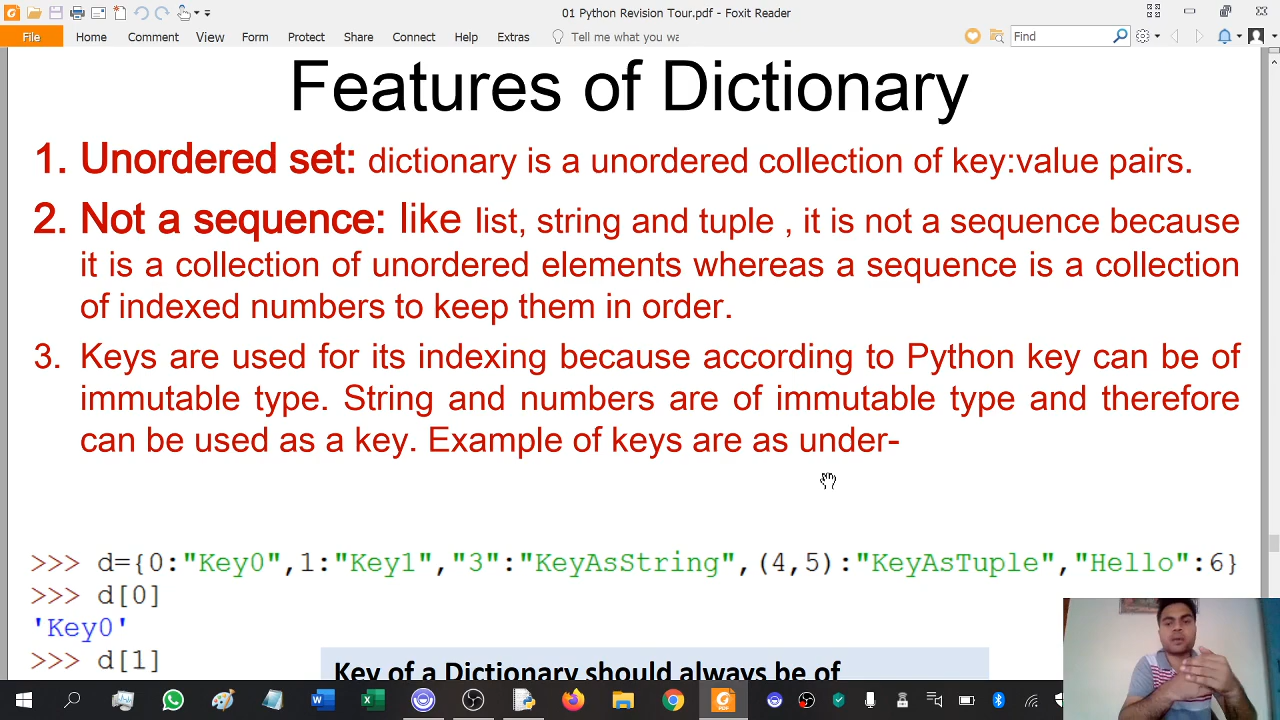 01 Python Revision Tour.pdf - Foxit Reader
File Home Comment View Form Protect Share Connect Help Extras Tell me what you wa Find
Features of Dictionary
1. Unordered set: dictionary is a unordered collection of key:value pairs.
2. Not a sequence: like list, string and tuple , it is not a sequence because
it is a collection of unordered elements whereas a sequence is a collection
of indexed numbers to keep them in order.
3. Keys are used for its indexing because according to Python key can be of
immutable type. String and numbers are of immutable type and therefore
can be used as a key. Example of keys are as under-
>>> d={0:"Key0",1:"Key1","3":"KeyAsString",(4,5):"KeyAsTuple","Hello":6}
>>> d[0]
'Key0'
>>> d[1]
Key of a Dictionary should always be of